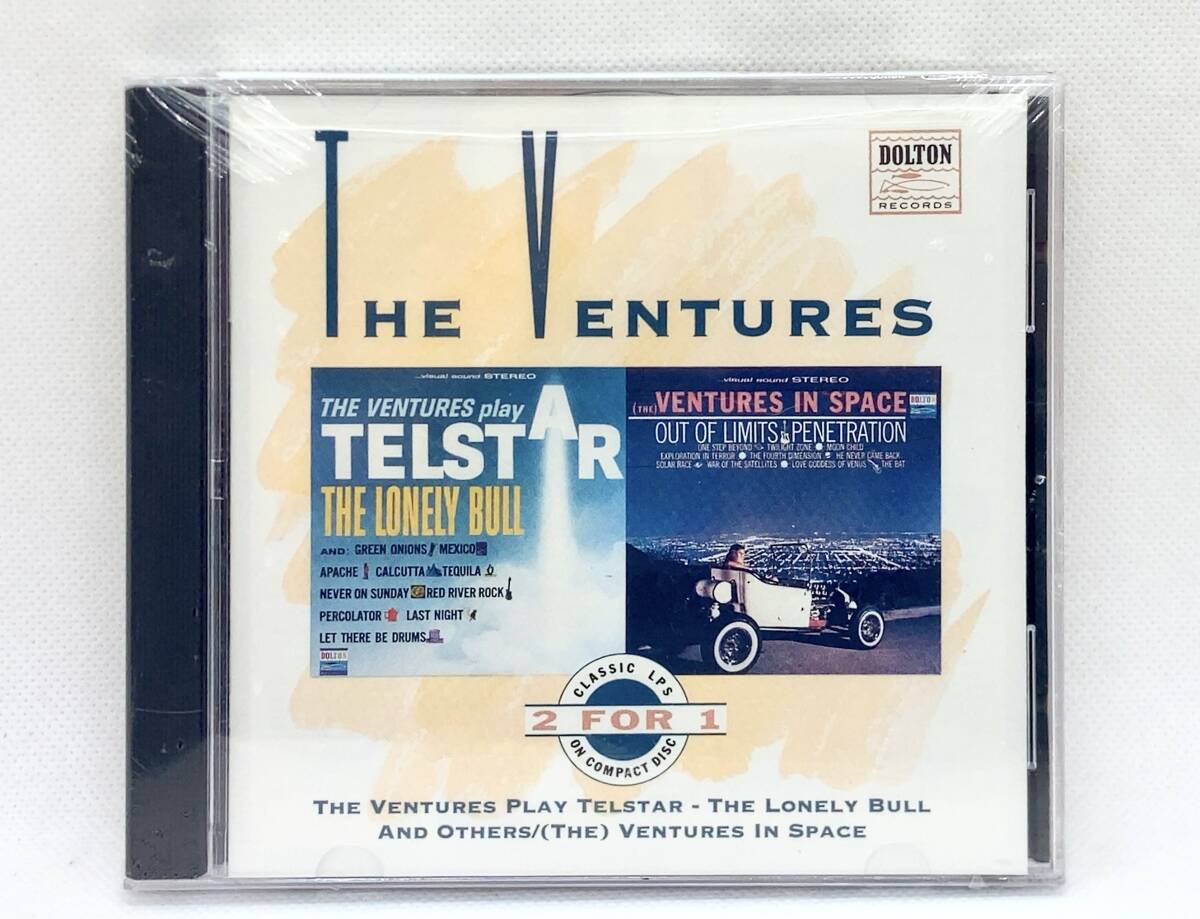 THE VENTURES
DOLTON
RECORDS
...visual sound STEREO
THE VENTURES play
TELSTAR
THE LONELY BULL
AND: GREEN ONIONS MEXICO
APACHE CALCUTTA TEQUILA
NEVER ON SUNDAY RED RIVER ROCK
PERCOLATOR LAST NIGHT
LET THERE BE DRUMS
DOLTON
...visual sound STEREO
(THE) VENTURES IN SPACE
DOLTON
OUT OF LIMITS PENETRATION
ONE STEP BEYOND TWILIGHT ZONE MOON CHILD
EXPLORATION IN TERROR THE FOURTH DIMENSION HE NEVER CAME BACK
SOLAR RACE WAR OF THE SATELLITES LOVE GODDESS OF VENUS THE BAT
CLASSIC LPS
2 FOR 1
ON COMPACT DISC
THE VENTURES PLAY TELSTAR - THE LONELY BULL
AND OTHERS/(THE) VENTURES IN SPACE